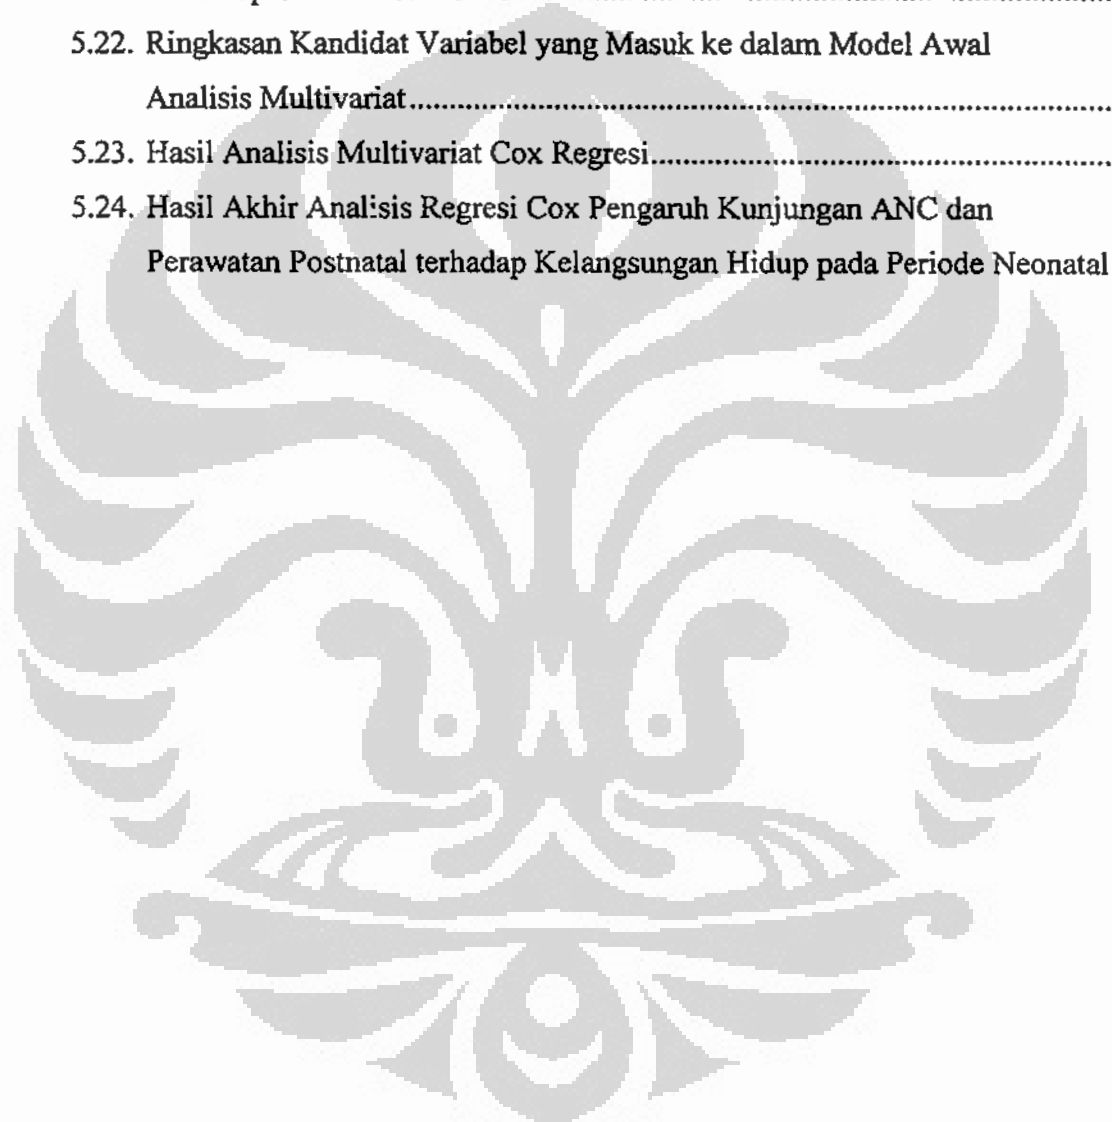 5.22. Ringkasan Kandidat Variabel yang Masuk ke dalam Model Awal
Analisis Multivariat........................................................................................
5.23. Hasil Analisis Multivariat Cox Regresi..........................................................
5.24. Hasil Akhir Analisis Regresi Cox Pengaruh Kunjungan ANC dan
Perawatan Postnatal terhadap Kelangsungan Hidup pada Periode Neonatal